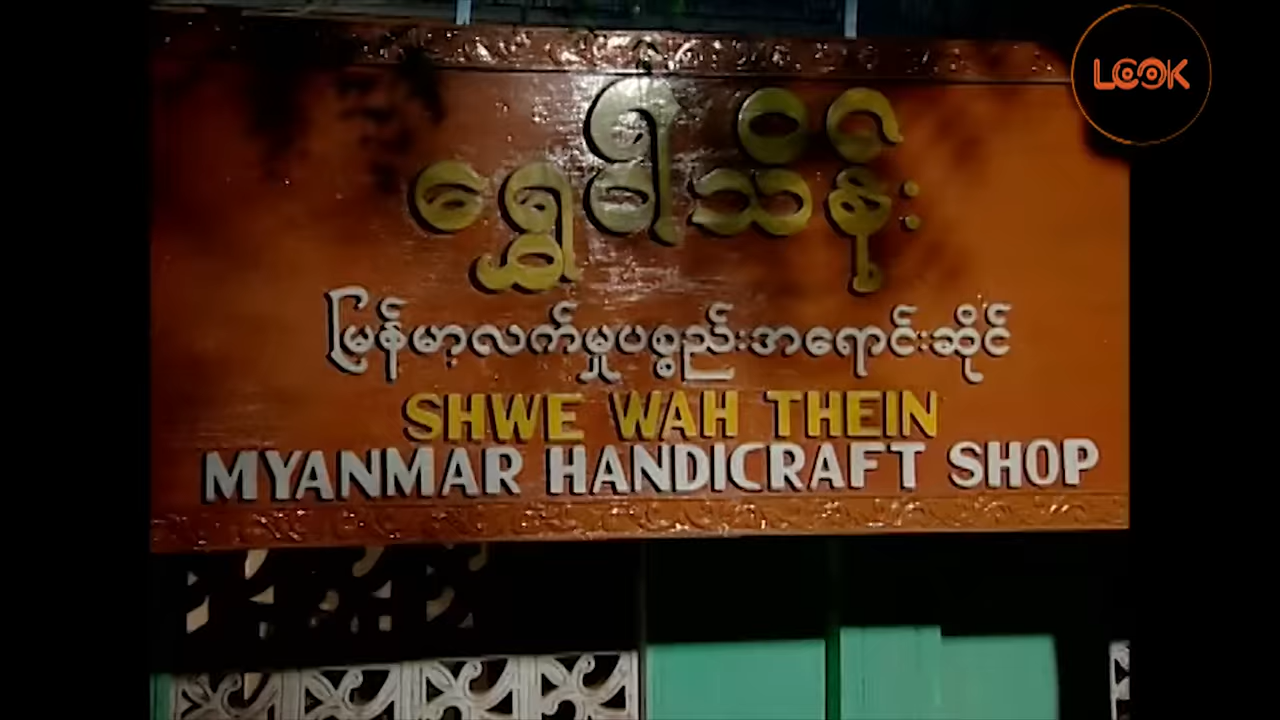 LOOK
ရွှေဝါသိန်း
မြန်မာ့လက်မှုပစ္စည်းအရောင်းဆိုင်
SHWE WAH THEIN
MYANMAR HANDICRAFT SHOP